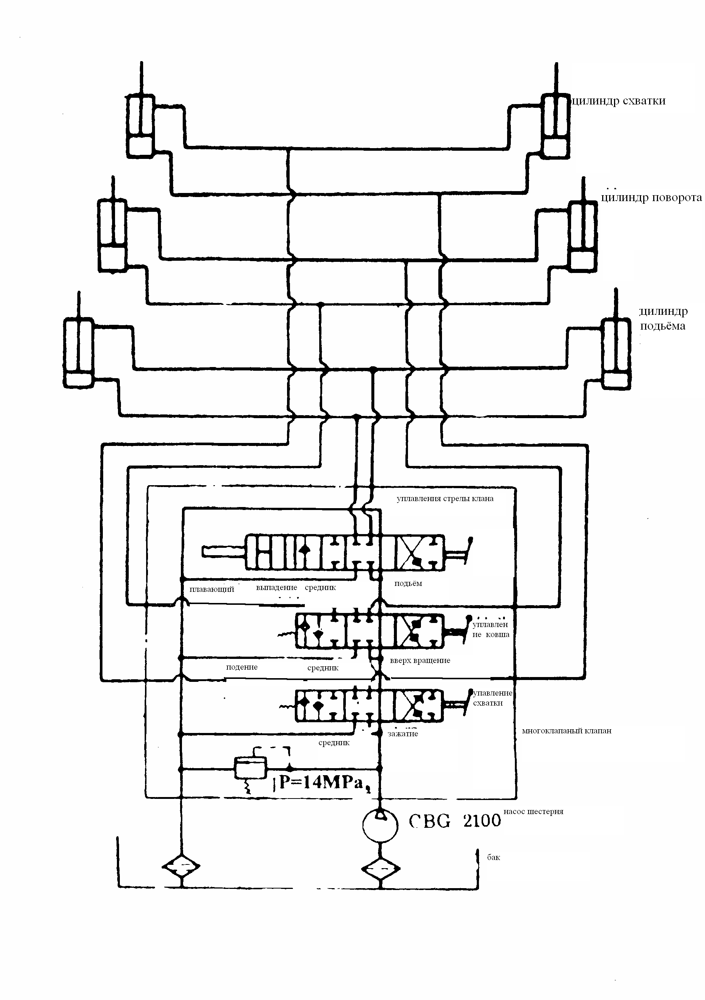 цилиндр схватки
цилиндр поворота
цилиндр
подьёма
уплавления стрелы клана
плавающий
выпадение
средник
подьём
уплавлен
ие ковша
подение
средник
вверх вращение
упавление
схватки
многоклапаный клапан
средник
зажатие
P=14MPa,
CBG 2100
насос шестерня
бак